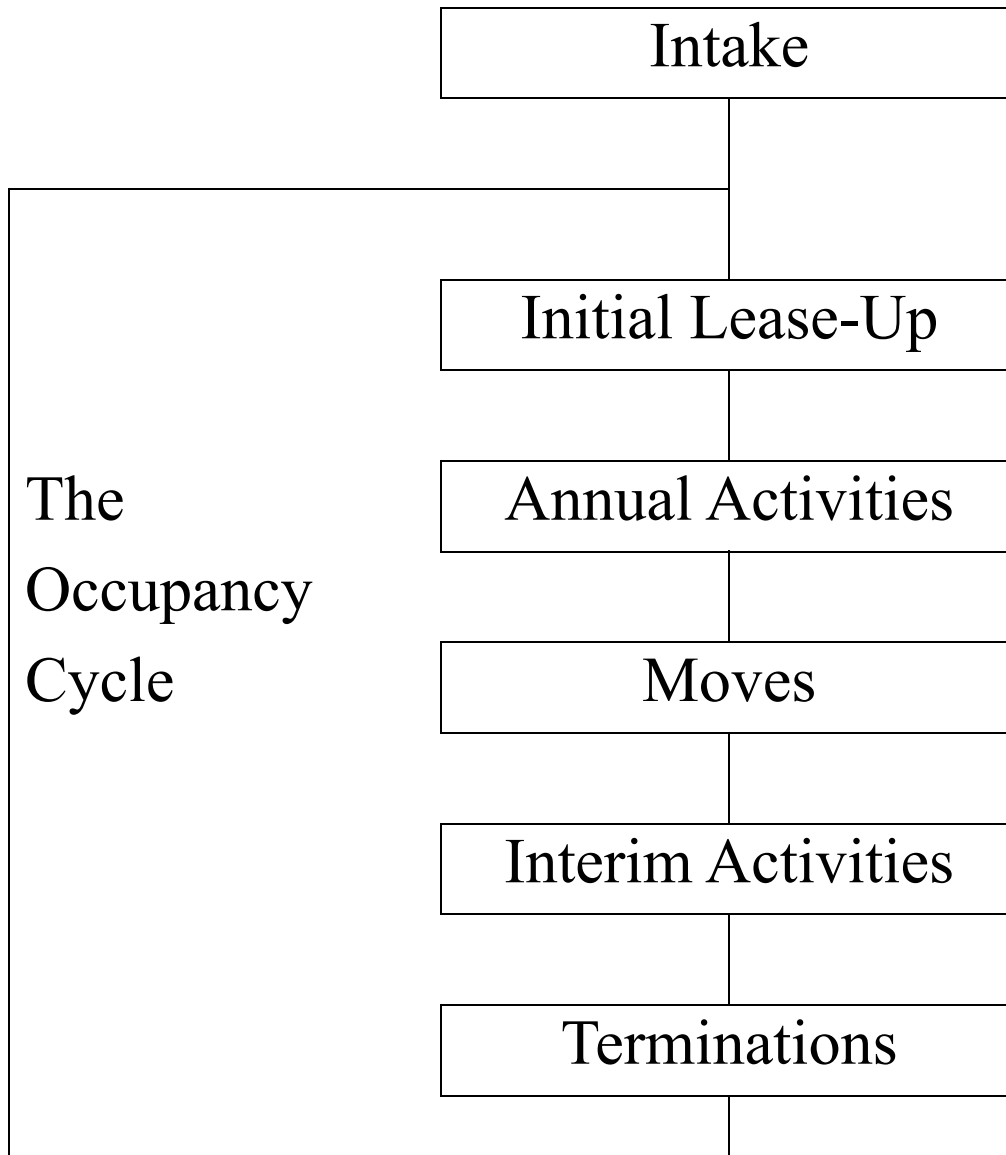 Intake
Initial Lease-Up
The
Annual Activities
Occupancy
Cycle
Moves
Interim Activities
Terminations